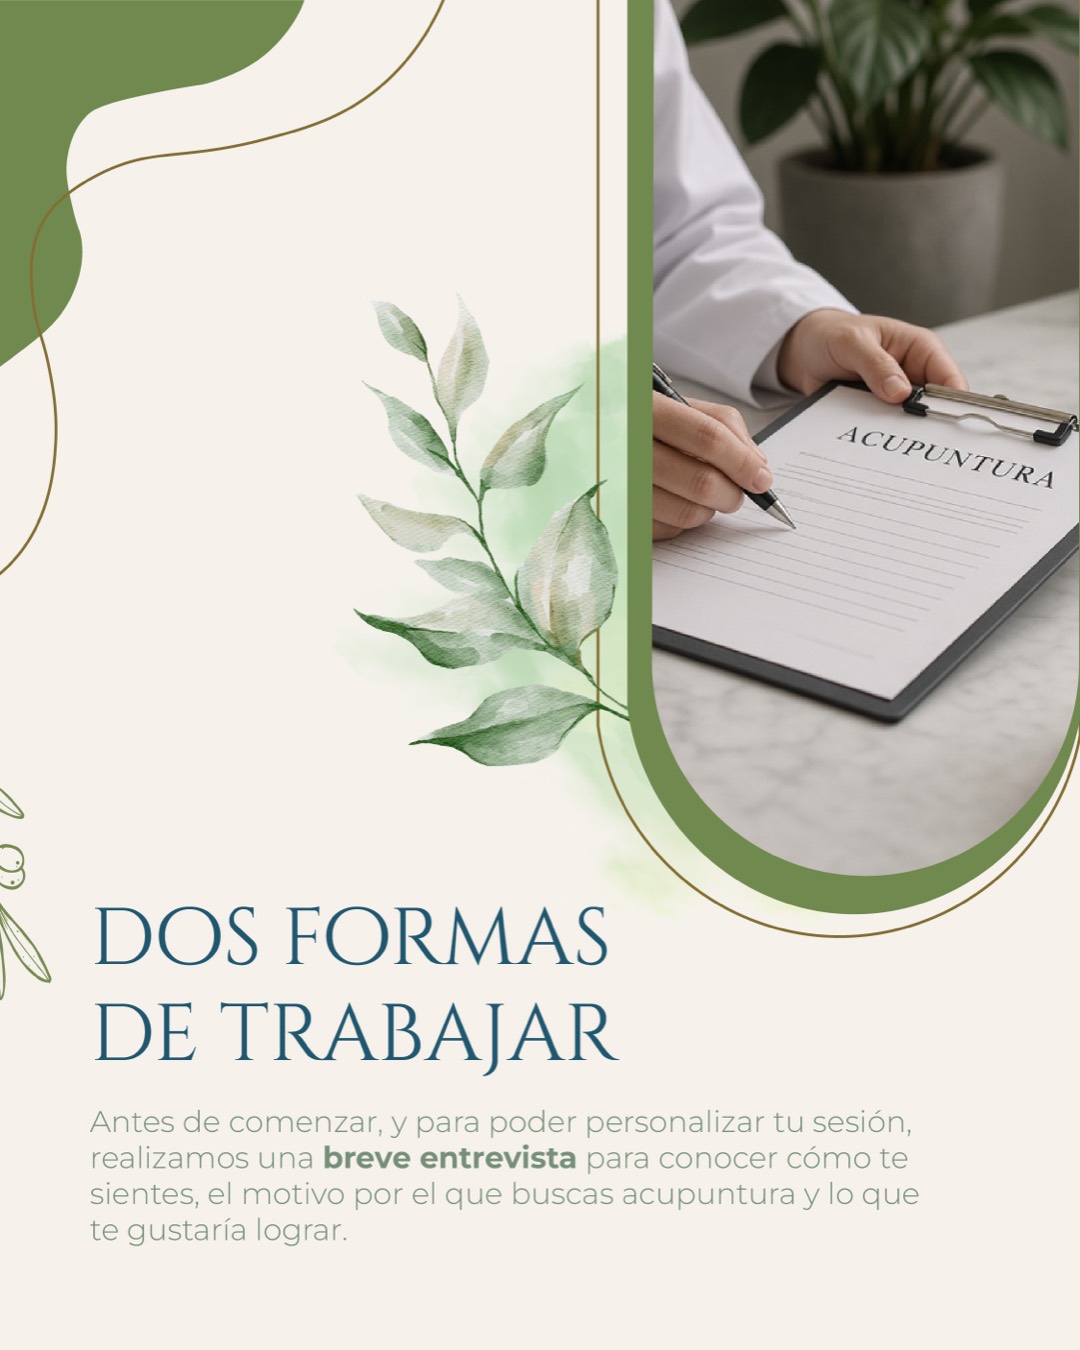 ACUPUNTURA
DOS FORMAS
DE TRABAJAR
Antes de comenzar, y para poder personalizar tu sesión,
realizamos una breve entrevista para conocer cómo te
sientes, el motivo por el que buscas acupuntura y lo que
te gustaría lograr.